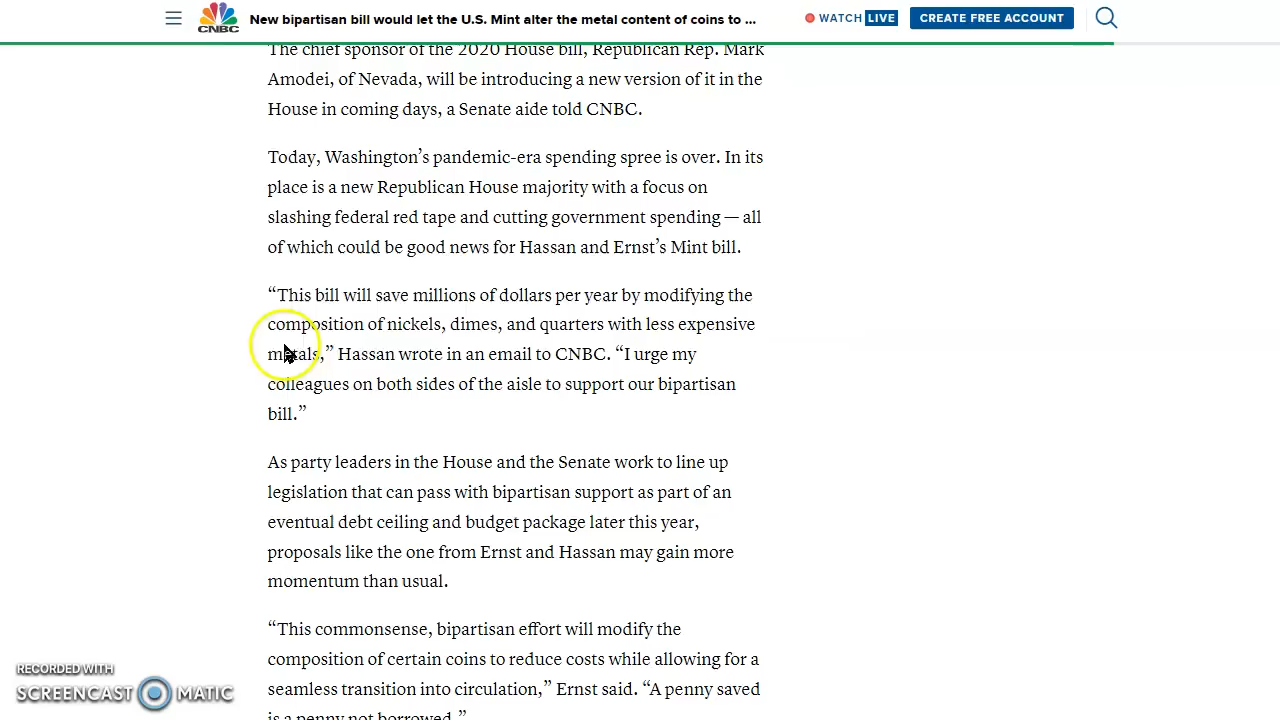 CNBC
New bipartisan bill would let the U.S. Mint alter the metal content of coins to ...
WATCH LIVE
CREATE FREE ACCOUNT
The chief sponsor of the 2020 House bill, Republican Rep. Mark
Amodei, of Nevada, will be introducing a new version of it in the
House in coming days, a Senate aide told CNBC.
Today, Washington’s pandemic-era spending spree is over. In its
place is a new Republican House majority with a focus on
slashing federal red tape and cutting government spending — all
of which could be good news for Hassan and Ernst’s Mint bill.
“This bill will save millions of dollars per year by modifying the
composition of nickels, dimes, and quarters with less expensive
metals,” Hassan wrote in an email to CNBC. “I urge my
colleagues on both sides of the aisle to support our bipartisan
bill.”
As party leaders in the House and the Senate work to line up
legislation that can pass with bipartisan support as part of an
eventual debt ceiling and budget package later this year,
proposals like the one from Ernst and Hassan may gain more
momentum than usual.
“This commonsense, bipartisan effort will modify the
composition of certain coins to reduce costs while allowing for a
seamless transition into circulation,” Ernst said. “A penny saved
is a penny not borrowed.”
RECORDED WITH
SCREENCAST MATIC